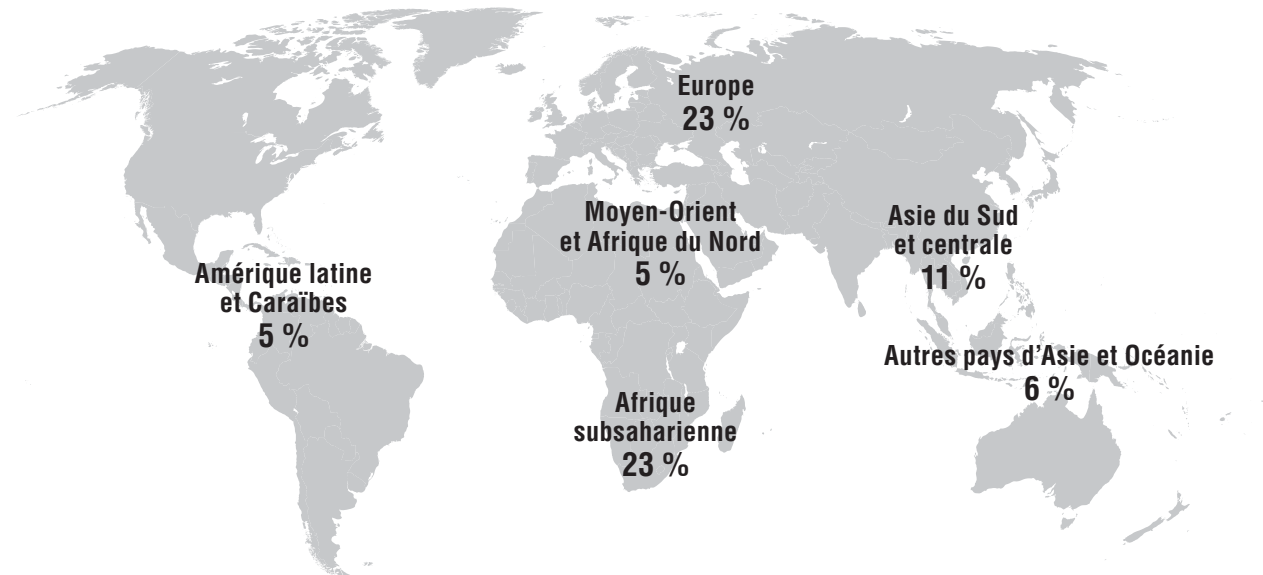 Europe
23 %
Moyen-Orient
et Afrique du Nord
5 %
Asie du Sud
et centrale
11 %
Amérique latine
et Caraïbes
5 %
Autres pays d’Asie et Océanie
6 %
Afrique
subsaharienne
23 %